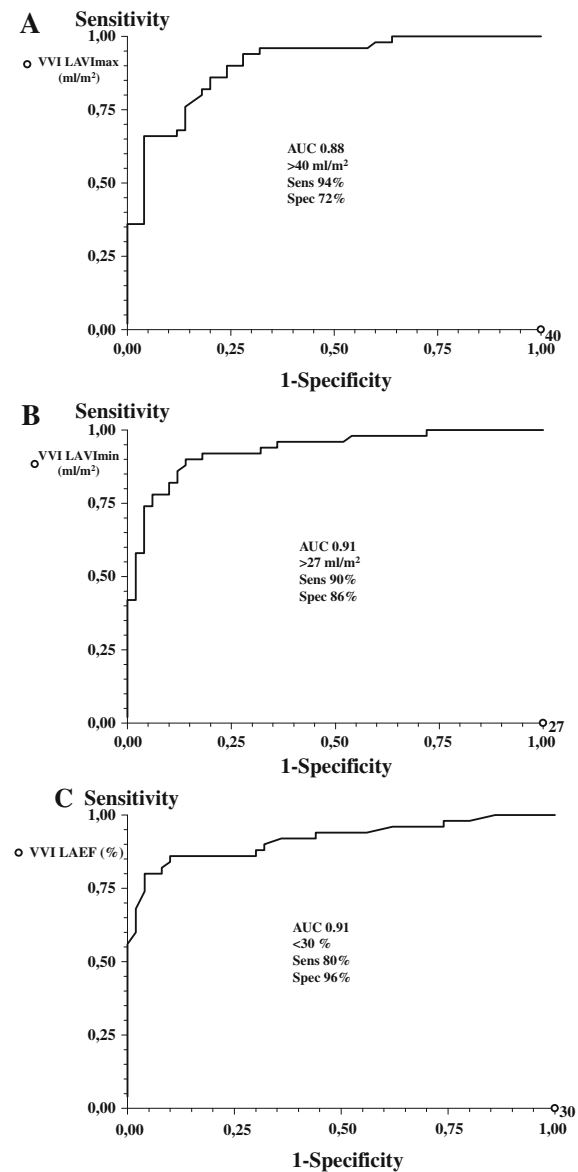 A
Sensitivity
1,00
VVI LAVImax
(ml/m²)
0,75
AUC 0.88
>40 ml/m²
Sens 94%
Spec 72%
0,50
0,25
0,00
40
0,00 0,25 0,50 0,75 1,00
1-Specificity
B
Sensitivity
1,00
VVI LAVImin
(ml/m²)
0,75
AUC 0.91
>27 ml/m²
Sens 90%
Spec 86%
0,50
0,25
0,00
27
0,00 0,25 0,50 0,75 1,00
1-Specificity
C
Sensitivity
1,00
VVI LAEF (%)
0,75
AUC 0.91
<30 %
Sens 80%
Spec 96%
0,50
0,25
0,00
30
0,00 0,25 0,50 0,75 1,00
1-Specificity